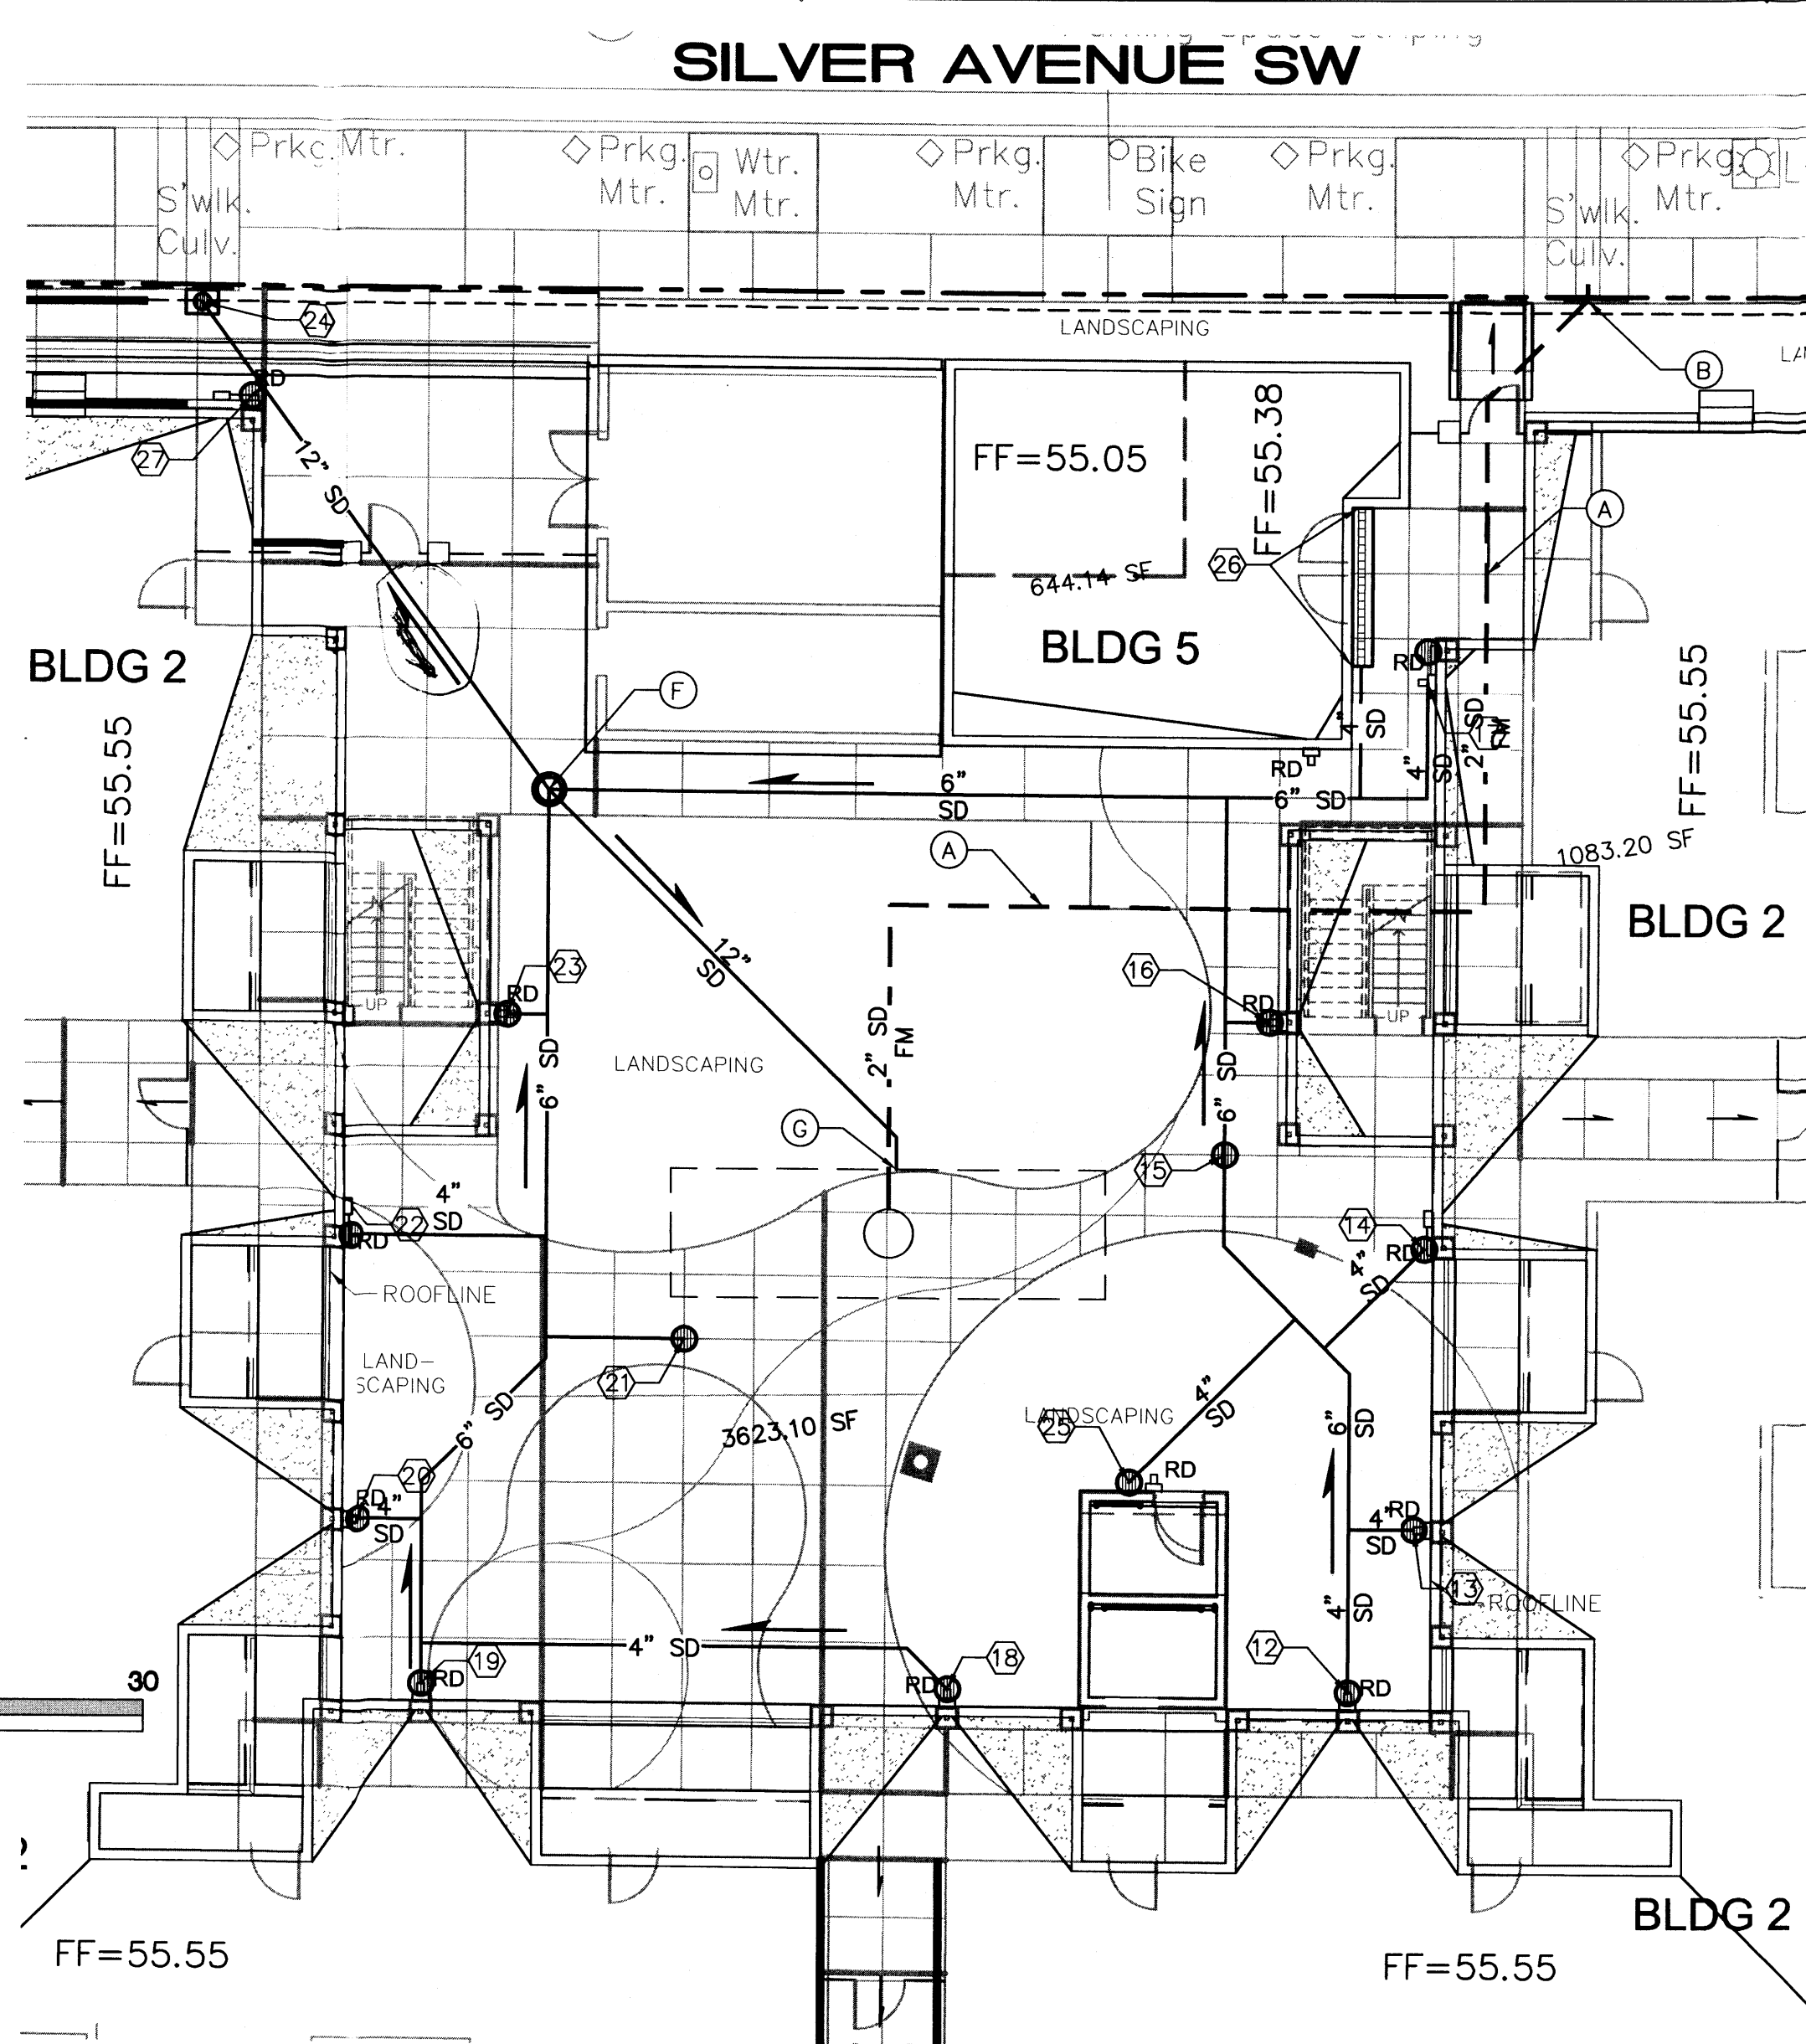 SILVER AVENUE SW
Prkg. Mtr.
Prkg.
Mtr.
Wtr.
Mtr.
Prkg.
Mtr.
Bike
Sign
Prkg.
Mtr.
Prkg.
Mtr.
S'wlk.
Culv.
S'wlk.
Culv.
24
LANDSCAPING
B
RD
27
12"
SD
FF=55.05
FF=55.38
A
26
644.14 SF
BLDG 5
BLDG 2
FF=55.55
F
RD
4"
SD
4"
SD
2"
SD
FF=55.55
RD
6"
SD
6" SD
A
1083.20 SF
BLDG 2
12"
SD
23
RD
UP
16
RD
UP
2" SD
FM
6" SD
LANDSCAPING
6" SD
G
15
4"
SD
22
RD
14
RD
4"
SD
ROOFLINE
LAND-
SCAPING
21
6" SD
3623.10 SF
LANDSCAPING
25
4"
SD
RD
6"
SD
20
RD
4"
SD
4"
RD
SD
13
ROOFLINE
4"
SD
4" SD
19
RD
18
RD
12
RD
30
BLDG 2
FF=55.55
FF=55.55